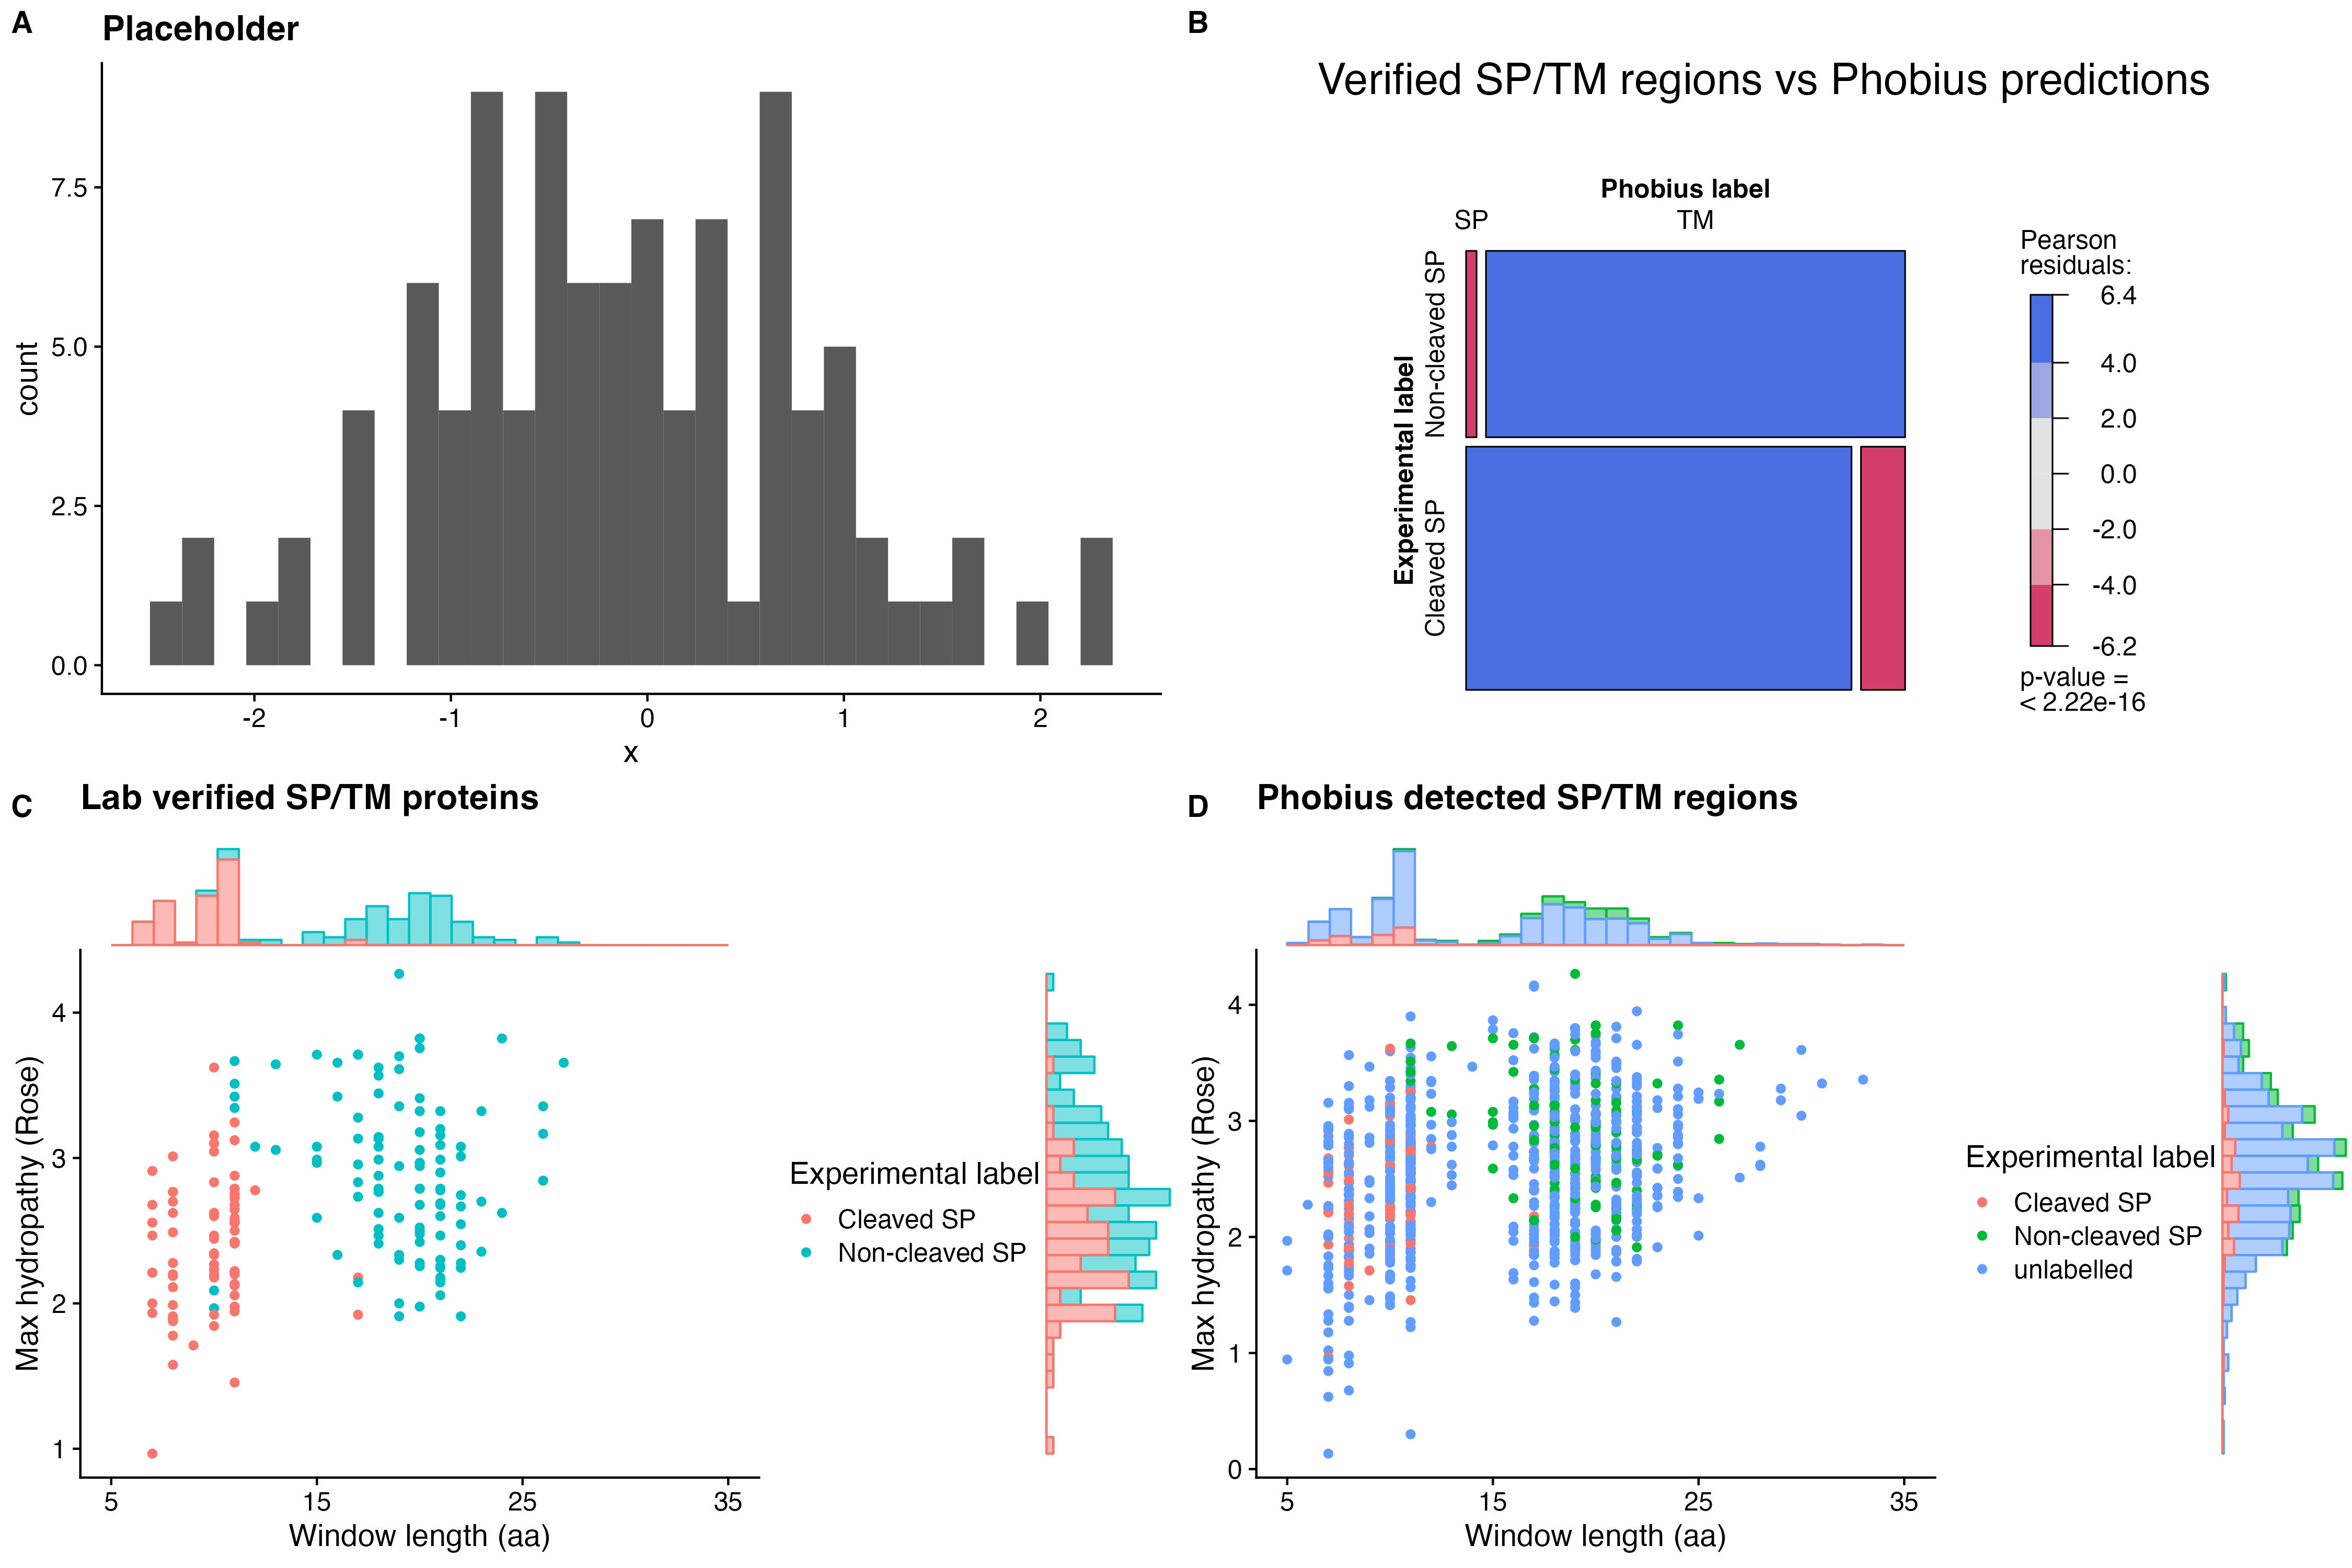 A
Placeholder
7.5
5.0
2.5
0.0
count
-2
-1
0
1
2
x
B
Verified SP/TM regions vs Phobius predictions
Phobius label
SP
TM
Experimental label
Non-cleaved SP
Cleaved SP
Pearson
residuals:
6.4
4.0
2.0
0.0
-2.0
-4.0
-6.2
p-value =
< 2.22e-16
C
Lab verified SP/TM proteins
Max hydropathy (Rose)
4
3
2
1
5
15
25
35
Window length (aa)
Experimental label
Cleaved SP
Non-cleaved SP
D
Phobius detected SP/TM regions
Max hydropathy (Rose)
4
3
2
1
0
5
15
25
35
Window length (aa)
Experimental label
Cleaved SP
Non-cleaved SP
unlabelled